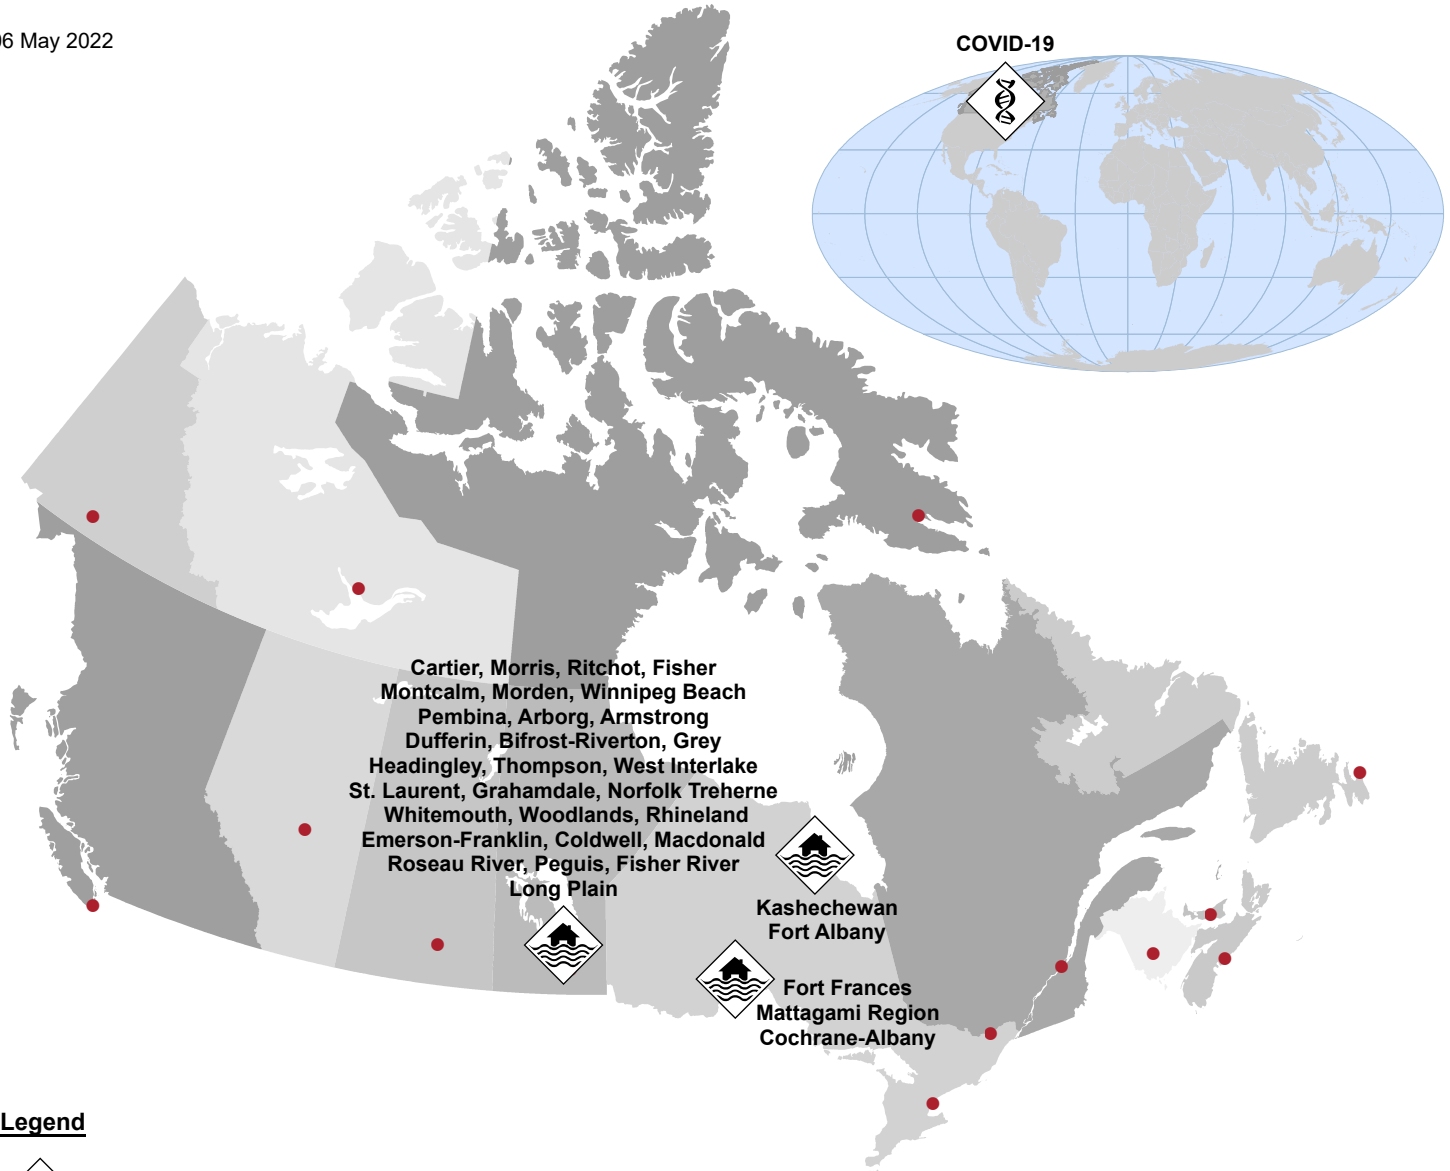 06 May 2022
COVID-19
Cartier, Morris, Ritchot, Fisher
Montcalm, Morden, Winnipeg Beach
Pembina, Arborg, Armstrong
Dufferin, Bifrost-Riverton, Grey
Headingley, Thompson, West Interlake
St. Laurent, Grahamdale, Norfolk Treherne
Whitemouth, Woodlands, Rhineland
Emerson-Franklin, Coldwell, Macdonald
Roseau River, Peguis, Fisher River
Long Plain
Kashechewan
Fort Albany
Fort Frances
Mattagami Region
Cochrane-Albany
Legend